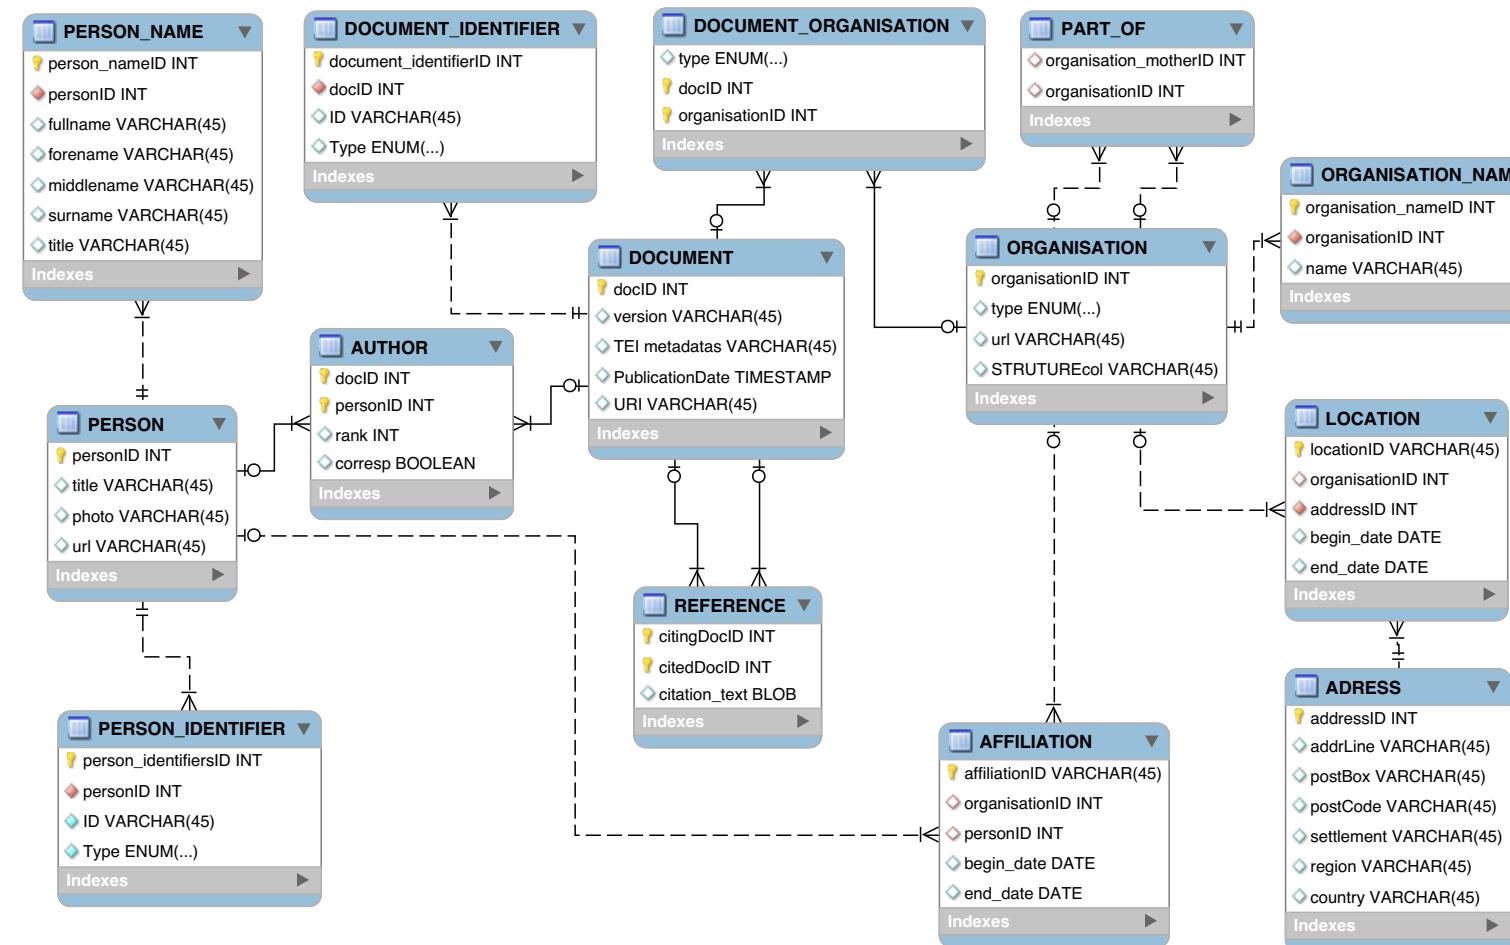 PERSON_NAME
person_nameID INT
personID INT
fullname VARCHAR(45)
forename VARCHAR(45)
middlename VARCHAR(45)
surname VARCHAR(45)
title VARCHAR(45)
Indexes
DOCUMENT_IDENTIFIER
document_identifierID INT
docID INT
ID VARCHAR(45)
Type ENUM(...)
Indexes
DOCUMENT_ORGANISATION
type ENUM(...)
docID INT
organisationID INT
Indexes
PART_OF
organisation_motherID INT
organisationID INT
Indexes
ORGANISATION_NAM
organisation_nameID INT
organisationID INT
name VARCHAR(45)
Indexes
DOCUMENT
docID INT
version VARCHAR(45)
TEI metadatas VARCHAR(45)
PublicationDate TIMESTAMP
URI VARCHAR(45)
Indexes
ORGANISATION
organisationID INT
type ENUM(...)
url VARCHAR(45)
STRUTUREcol VARCHAR(45)
Indexes
AUTHOR
docID INT
personID INT
rank INT
corresp BOOLEAN
Indexes
PERSON
personID INT
title VARCHAR(45)
photo VARCHAR(45)
url VARCHAR(45)
Indexes
LOCATION
locationID VARCHAR(45)
organisationID INT
addressID INT
begin_date DATE
end_date DATE
Indexes
REFERENCE
citingDocID INT
citedDocID INT
citation_text BLOB
Indexes
PERSON_IDENTIFIER
person_identifiersID INT
personID INT
ID VARCHAR(45)
Type ENUM(...)
Indexes
AFFILIATION
affiliationID VARCHAR(45)
organisationID INT
personID INT
begin_date DATE
end_date DATE
Indexes
ADRESS
addressID INT
addrLine VARCHAR(45)
postBox VARCHAR(45)
postCode VARCHAR(45)
settlement VARCHAR(45)
region VARCHAR(45)
country VARCHAR(45)
Indexes